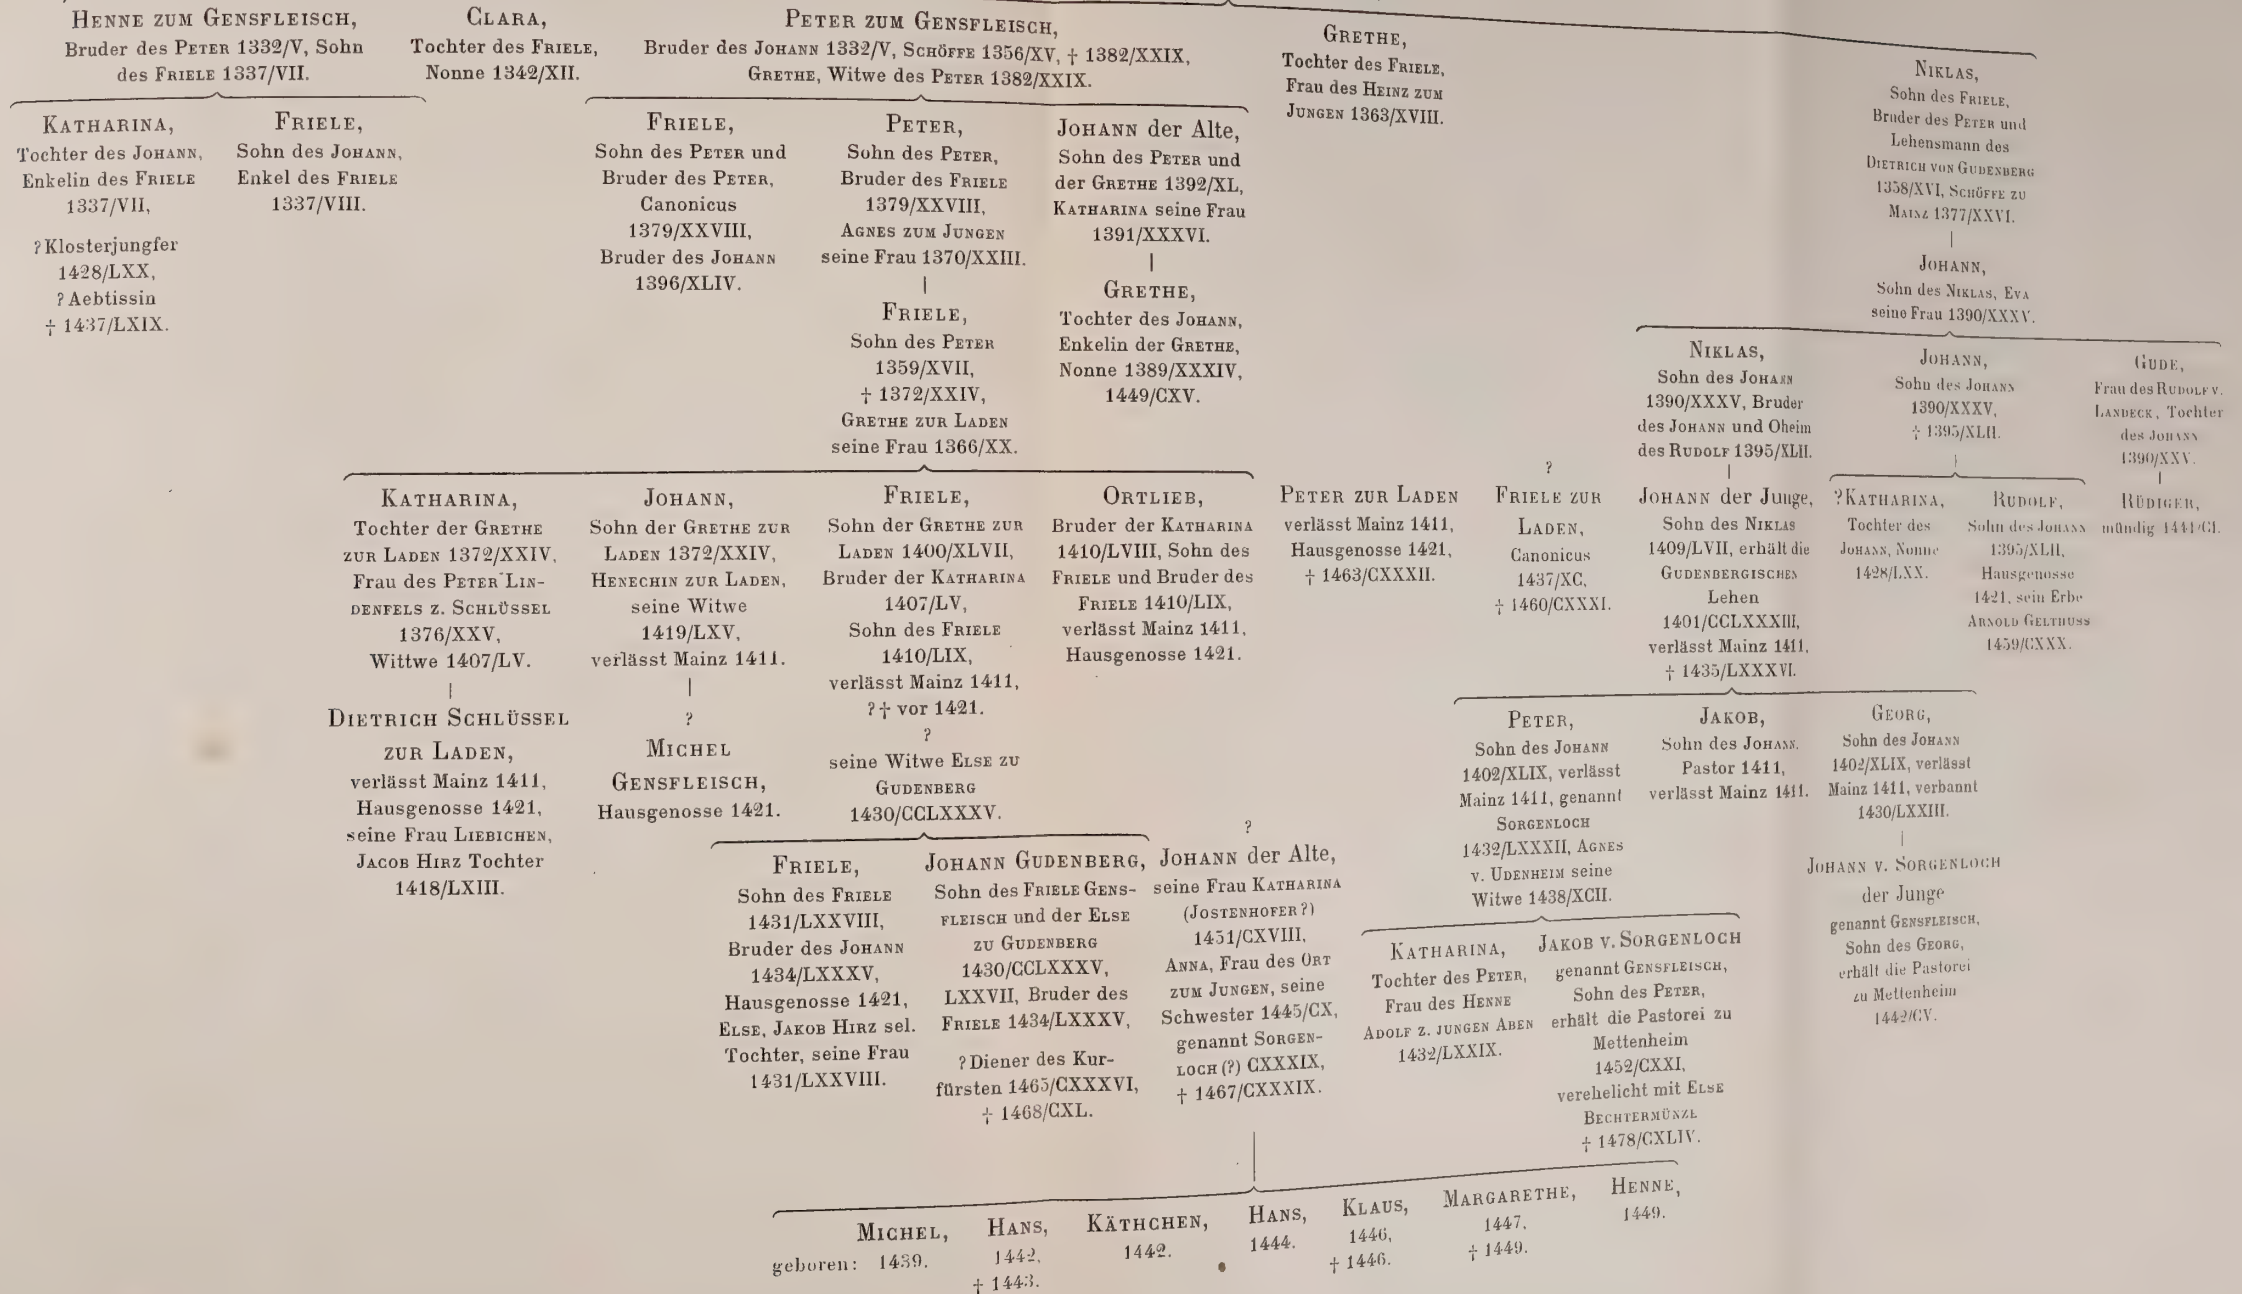 HENNE ZUM GENSFLEISCH,
Bruder des PETER 1332/V, Sohn
des FRIELE 1337/VII.
CLARA,
Tochter des FRIELE,
Nonne 1342/XII.
PETER ZUM GENSFLEISCH,
Bruder des JOHANN 1332/V, SCHÖFFE 1356/XV, † 1382/XXIX,
GRETHE, Witwe des PETER 1382/XXIX.
GRETHE,
Tochter des FRIELE,
Frau des HEINZ ZUM
JUNGEN 1363/XVIII.
NIKLAS,
Sohn des FRIELE,
Bruder des PETER und
Lehensmann des
DIETRICH VON GUDENBERG
1358/XVI, SCHÖFFE ZU
MAINZ 1377/XXVI.
|
JOHANN,
Sohn des NIKLAS, EVA
seine Frau 1390/XXXV.
KATHARINA,
Tochter des JOHANN,
Enkelin des FRIELE
1337/VII,
? Klosterjungfer
1428/LXX,
? Aebtissin
† 1437/LXIX.
FRIELE,
Sohn des JOHANN,
Enkel des FRIELE
1337/VIII.
FRIELE,
Sohn des PETER und
Bruder des PETER,
Canonicus
1379/XXVIII,
Bruder des JOHANN
1396/XLIV.
PETER,
Sohn des PETER,
Bruder des FRIELE
1379/XXVIII,
AGNES ZUM JUNGEN
seine Frau 1370/XXIII.
|
FRIELE,
Sohn des PETER
1359/XVII,
† 1372/XXIV,
GRETHE ZUR LADEN
seine Frau 1366/XX.
JOHANN der Alte,
Sohn des PETER und
der GRETHE 1392/XL,
KATHARINA seine Frau
1391/XXXVI.
|
GRETHE,
Tochter des JOHANN,
Enkelin der GRETHE,
Nonne 1389/XXXIV,
1449/CXV.
NIKLAS,
Sohn des JOHANN
1390/XXXV, Bruder
des JOHANN und Oheim
des RUDOLF 1395/XLII.
|
JOHANN,
Sohn des JOHANN
1390/XXXV,
† 1395/XLII.
|
GUDE,
Frau des RUDOLF V.
LANDECK, Tochter
des JOHANN
1390/XXV.
|
KATHARINA,
Tochter der GRETHE
ZUR LADEN 1372/XXIV,
Frau des PETER LIN-
DENFELS Z. SCHLÜSSEL
1376/XXV,
Wittwe 1407/LV.
|
DIETRICH SCHLÜSSEL
ZUR LADEN,
verlässt Mainz 1411,
Hausgenosse 1421,
seine Frau LIEBICHEN,
JACOB HIRZ Tochter
1418/LXIII.
JOHANN,
Sohn der GRETHE ZUR
LADEN 1372/XXIV,
HENECHIN ZUR LADEN,
seine Witwe
1419/LXV,
verlässt Mainz 1411.
|
?
MICHEL
GENSFLEISCH,
Hausgenosse 1421.
FRIELE,
Sohn der GRETHE ZUR
LADEN 1400/XLVII,
Bruder der KATHARINA
1407/LV,
Sohn des FRIELE
1410/LIX,
verlässt Mainz 1411,
? † vor 1421.
?
seine Witwe ELSE ZU
GUDENBERG
1430/CCLXXXV.
ORTLIEB,
Bruder der KATHARINA
1410/LVIII, Sohn des
FRIELE und Bruder des
FRIELE 1410/LIX,
verlässt Mainz 1411,
Hausgenosse 1421.
PETER ZUR LADEN
verlässt Mainz 1411,
Hausgenosse 1421,
† 1463/CXXXII.
?
FRIELE ZUR
LADEN,
Canonicus
1437/XC,
† 1460/CXXXI.
JOHANN der Junge,
Sohn des NIKLAS
1409/LVII, erhält die
GUDENBERGISCHEN
Lehen
1401/CCLXXXIII,
verlässt Mainz 1411,
† 1435/LXXXVI.
? KATHARINA,
Tochter des
JOHANN, Nonne
1428/LXX.
RUDOLF,
Sohn des JOHANN
1395/XLII,
Hausgenosse
1421, sein Erbe
ARNOLD GELTHUSS
1459/CXXX.
RÜDIGER,
mündig 1441/CI.
PETER,
Sohn des JOHANN
1402/XLIX, verlässt
Mainz 1411, genannt
SORGENLOCH
1432/LXXXII, AGNES
V. UDENHEIM seine
Witwe 1438/XCII.
JAKOB,
Sohn des JOHANN,
Pastor 1411,
verlässt Mainz 1411.
GEORG,
Sohn des JOHANN
1402/XLIX, verlässt
Mainz 1411, verbannt
1430/LXXIII.
|
JOHANN V. SORGENLOCH
der Junge
genannt GENSFLEISCH,
Sohn des GEORG,
erhält die Pastorei
zu Mettenheim
1442/CV.
FRIELE,
Sohn des FRIELE
1431/LXXVIII,
Bruder des JOHANN
1434/LXXXV,
Hausgenosse 1421,
ELSE, JAKOB HIRZ sel.
Tochter, seine Frau
1431/LXXVIII.
JOHANN GUDENBERG,
Sohn des FRIELE GENS-
FLEISCH und der ELSE
ZU GUDENBERG
1430/CCLXXXV,
LXXVII, Bruder des
FRIELE 1434/LXXXV,
? Diener des Kur-
fürsten 1465/CXXXVI,
† 1468/CXL.
?
JOHANN der Alte,
seine Frau KATHARINA
(JOSTENHOFER ?)
1451/CXVIII,
ANNA, Frau des ORT
ZUM JUNGEN, seine
Schwester 1445/CX,
genannt SORGEN-
LOCH (?) CXXXIX,
† 1467/CXXXIX.
KATHARINA,
Tochter des PETER,
Frau des HENNE
ADOLF Z. JUNGEN ABEN
1432/LXXIX.
JAKOB V. SORGENLOCH
genannt GENSFLEISCH,
Sohn des PETER,
erhält die Pastorei zu
Mettenheim
1452/CXXI,
verehelicht mit ELSE
BECHTERMÜNZE
† 1478/CXLIV.
geboren:
MICHEL,
1439.
HANS,
1442,
† 1443.
KÄTHCHEN,
1442.
HANS,
1444.
KLAUS,
1446,
† 1446.
MARGARETHE,
1447,
† 1449.
HENNE,
1449.